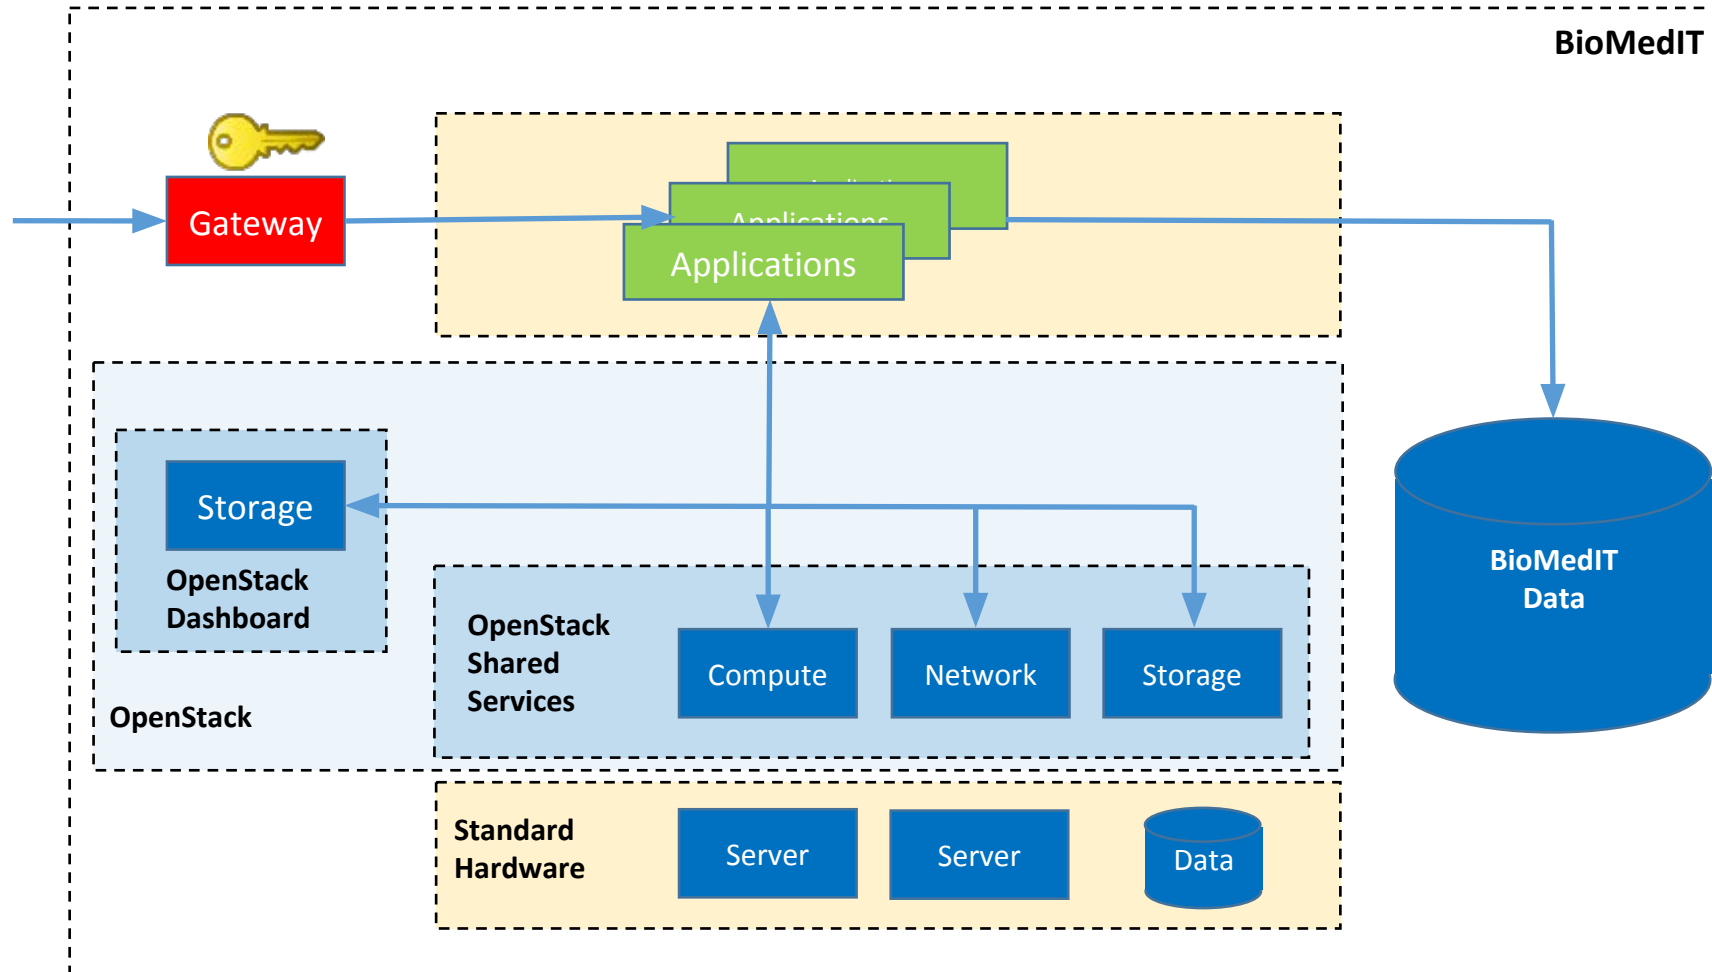 BioMedIT
Gateway
Applications
Applications
OpenStack
Dashboard
Storage
OpenStack
Shared
Services
Compute
Network
Storage
OpenStack
BioMedIT
Data
Standard
Hardware
Server
Server
Data